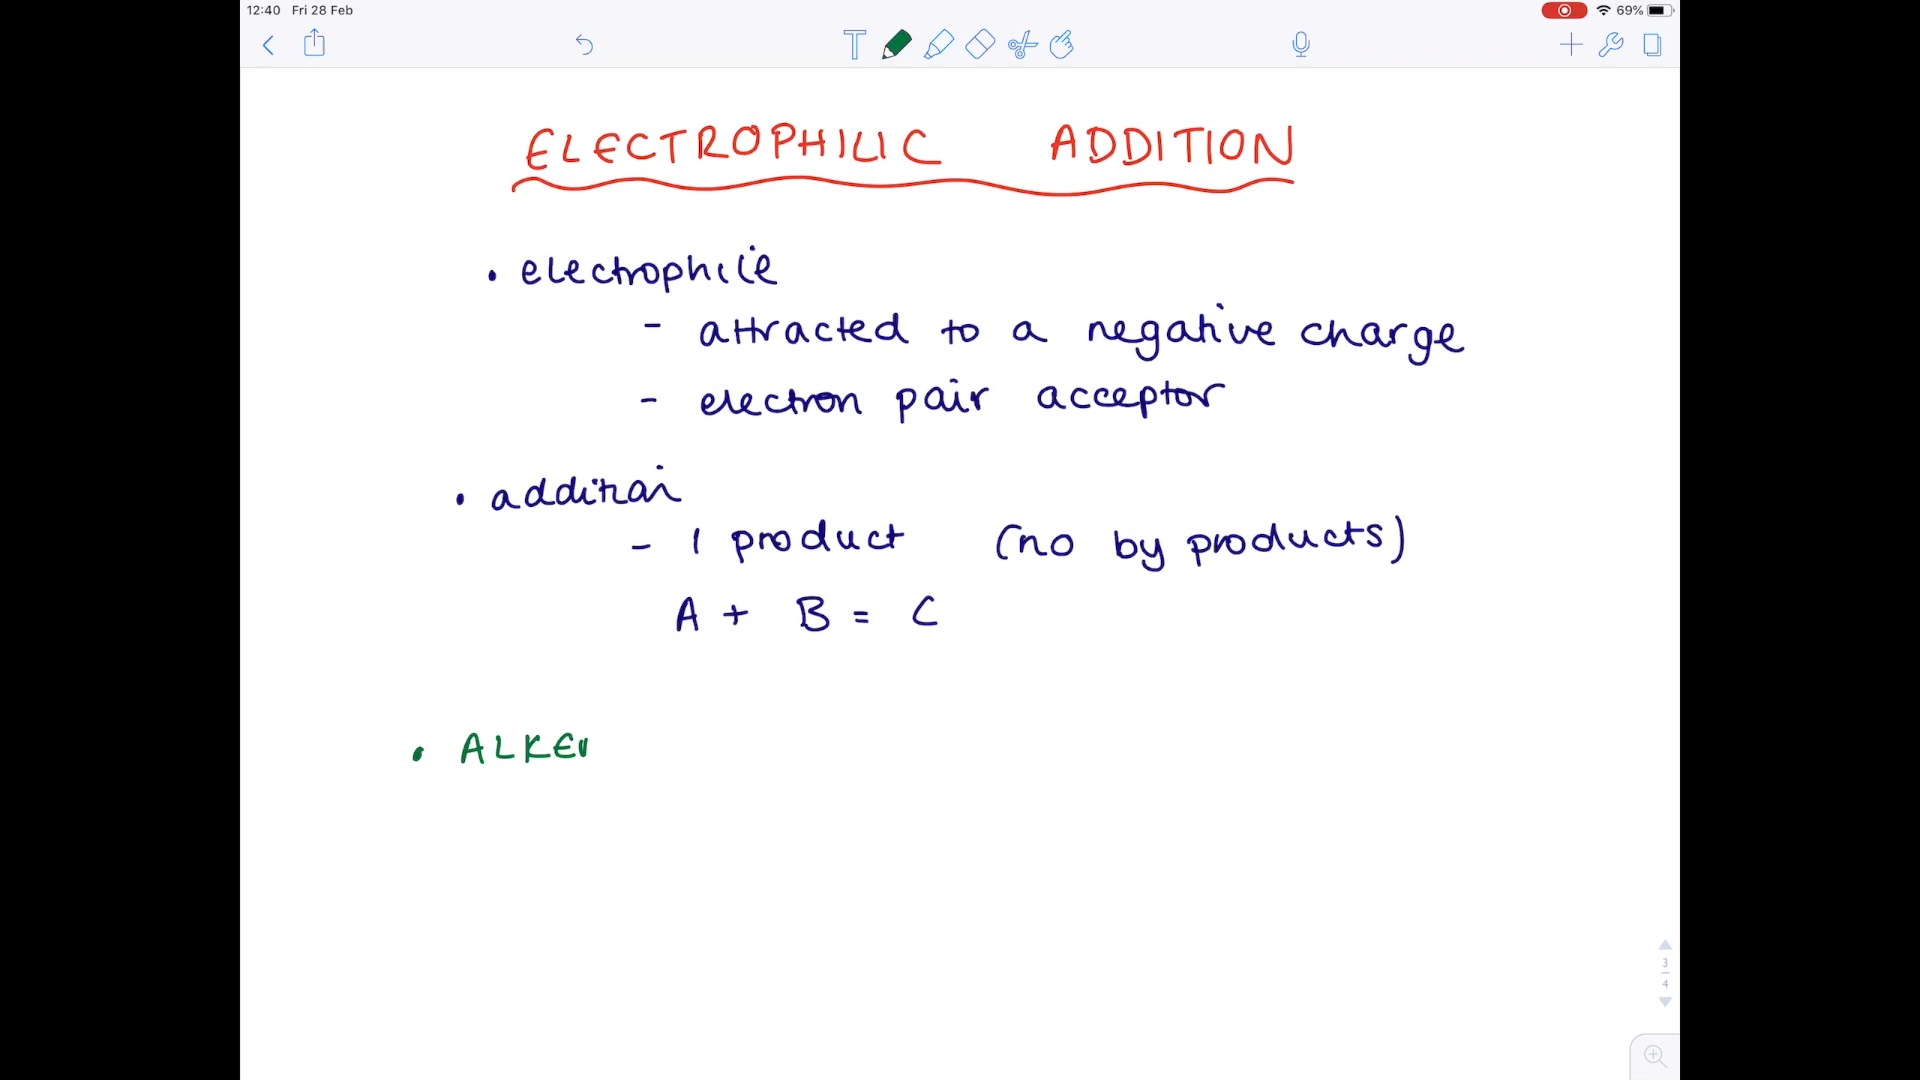 12:40 Fri 28 Feb
69%
T
ELECTROPHILIC ADDITION
• electrophile
- attracted to a negative charge
- electron pair acceptor
• addition
- 1 product (no by products)
A + B = C
• ALKEN
3
4